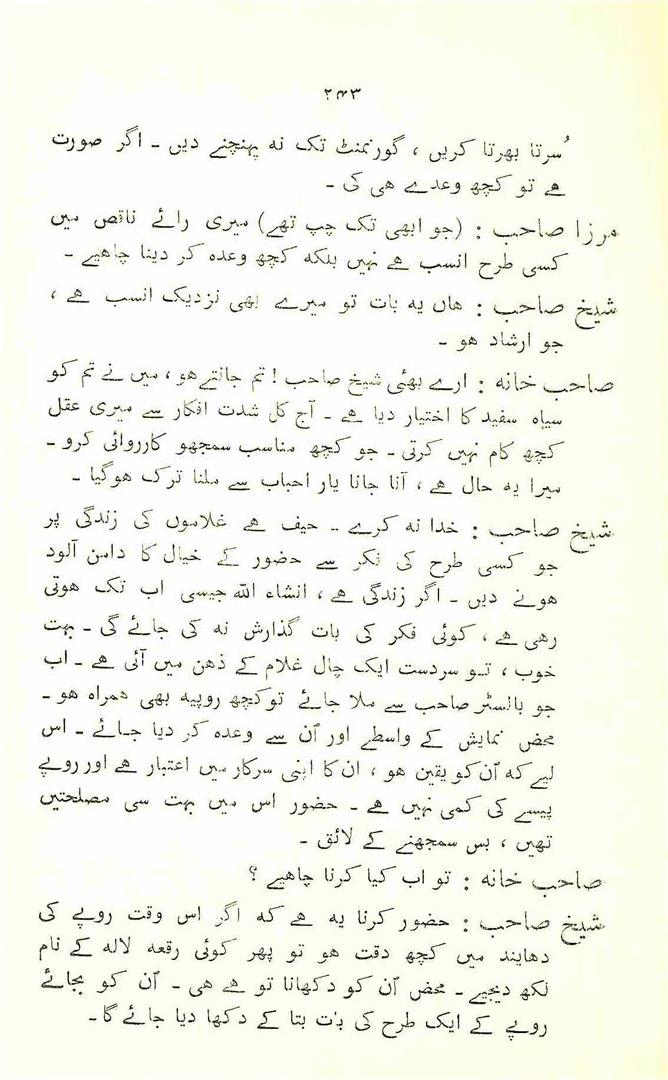 ۲۴۳
سُرتا بھرتا کریں ، گورنمنٹ تک نہ پہنچنے دیں ۔ اگر صورت
ہے تو کچھ وعدے ہی کی ۔
مرزا صاحب : (جو ابھی تک چپ تھے) میری رائے ناقص میں
کسی طرح انسب ہے نہیں بلکہ کچھ وعدہ کر دینا چاہیے ۔
شیخ صاحب : ہاں یہ بات تو میرے بھی نزدیک انسب ہے ،
جو ارشاد ہو ۔
صاحب خانہ : ارے بھئی شیخ صاحب ! تم جانتے ہو ، میں نے تم کو
سیاہ سفید کا اختیار دیا ہے ۔ آج کل شدت افکار سے میری عقل
کچھ کام نہیں کرتی ۔ جو کچھ مناسب سمجھو کارروائی کرو ۔
میرا یہ حال ہے ، آنا جانا یار احباب سے ملنا ترک ہوگیا ۔
شیخ صاحب : خدا نہ کرے ۔ حیف ہے غلاموں کی زندگی پر
جو کسی طرح کی فکر سے حضور کے خیال کا دامن آلود
ہونے دیں ۔ اگر زندگی ہے ، انشاء اللہ جیسی اب تک ہوتی
رہی ہے ، کوئی فکر کی بات گذارش نہ کی جائے گی ۔ بہت
خوب ، تو سردست ایک چال غلام کے ذہن میں آئی ہے ۔ اب
جو بالسٹر صاحب سے ملا جائے تو کچھ روپیہ بھی ہمراہ ہو ۔
محض نمایش کے واسطے اور اُن سے وعدہ کر دیا جائے ۔ اس
لیے کہ اُن کو یقین ہو ، ان کا اپنی سرکار میں اعتبار ہے اور روپے
پیسے کی کمی نہیں ہے ۔ حضور اس میں بہت سی مصلحتیں
تھیں ، بس سمجھنے کے لائق ۔
صاحب خانہ : تو اب کیا کرنا چاہیے ؟
شیخ صاحب : حضور کرنا یہ ہے کہ اگر اس وقت روپے کی
دھایند میں کچھ دقت ہو تو پھر کوئی رقعہ لالہ کے نام
لکھ دیجیے ۔ محض اُن کو دکھانا تو ہے ہی ۔ اُن کو بجائے
روپے کے ایک طرح کی بات بتا کے دکھا دیا جائے گا ۔